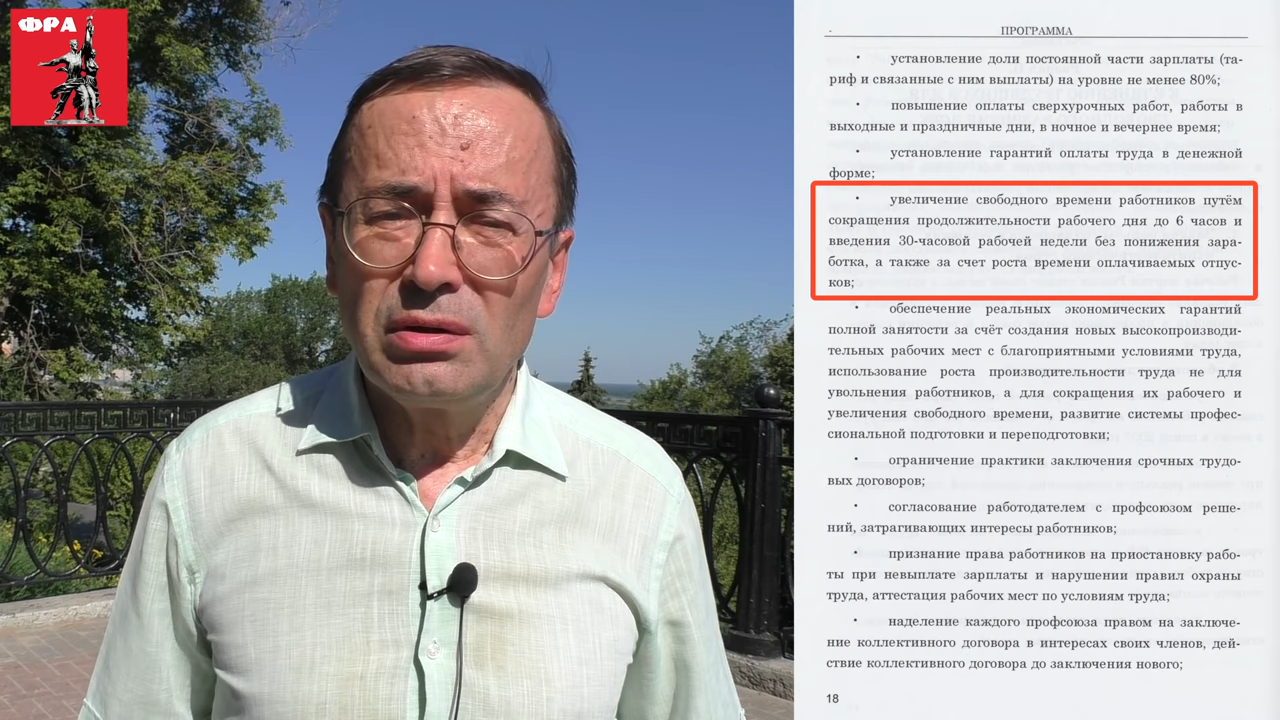 ФРА
ПРОГРАММА
• установление доли постоянной части зарплаты (та-
риф и связанные с ним выплаты) на уровне не менее 80%;
• повышение оплаты сверхурочных работ, работы в
выходные и праздничные дни, в ночное и вечернее время;
• установление гарантий оплаты труда в денежной
форме;
• увеличение свободного времени работников путём
сокращения продолжительности рабочего дня до 6 часов и
введения 30-часовой рабочей недели без понижения зара-
ботка, а также за счет роста времени оплачиваемых отпус-
ков;
• обеспечение реальных экономических гарантий
полной занятости за счёт создания новых высокопроизводи-
тельных рабочих мест с благоприятными условиями труда,
использование роста производительности труда не для
увольнения работников, а для сокращения их рабочего и
увеличения свободного времени, развитие системы профес-
сиональной подготовки и переподготовки;
• ограничение практики заключения срочных трудо-
вых договоров;
• согласование работодателем с профсоюзом реше-
ний, затрагивающих интересы работников;
• признание права работников на приостановку рабо-
ты при невыплате зарплаты и нарушении правил охраны
труда, аттестация рабочих мест по условиям труда;
• наделение каждого профсоюза правом на заключе-
ние коллективного договора в интересах своих членов, дей-
ствие коллективного договора до заключения нового;
18